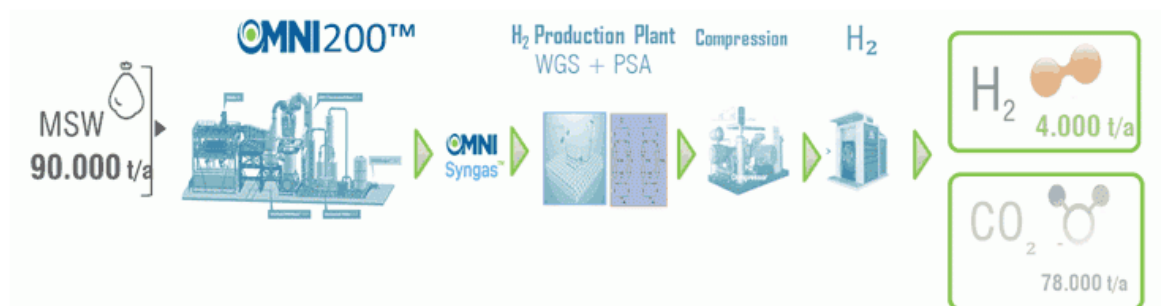 OMNI200™
H₂ Production Plant
WGS + PSA
Compression
H₂
MSW
90.000 t/a
OMNI
Syngas™
H₂
4.000 t/a
CO₂
78.000 t/a